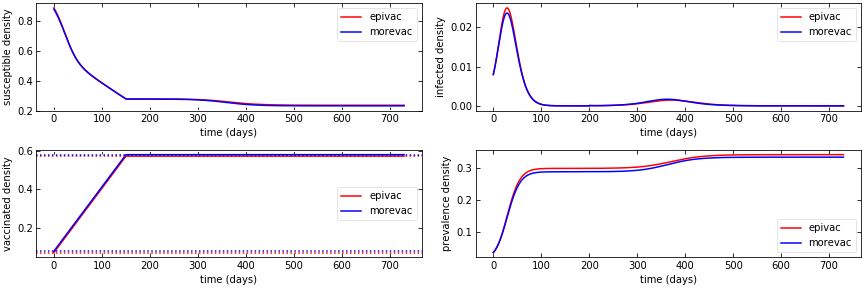 susceptible density
0.8
0.6
0.4
0.2
epivac
morevac
0 100 200 300 400 500 600 700
time (days)
infected density
0.02
0.01
0.00
epivac
morevac
0 100 200 300 400 500 600 700
time (days)
vaccinated density
0.6
0.4
0.2
epivac
morevac
0 100 200 300 400 500 600 700
time (days)
prevalence density
0.3
0.2
0.1
epivac
morevac
0 100 200 300 400 500 600 700
time (days)